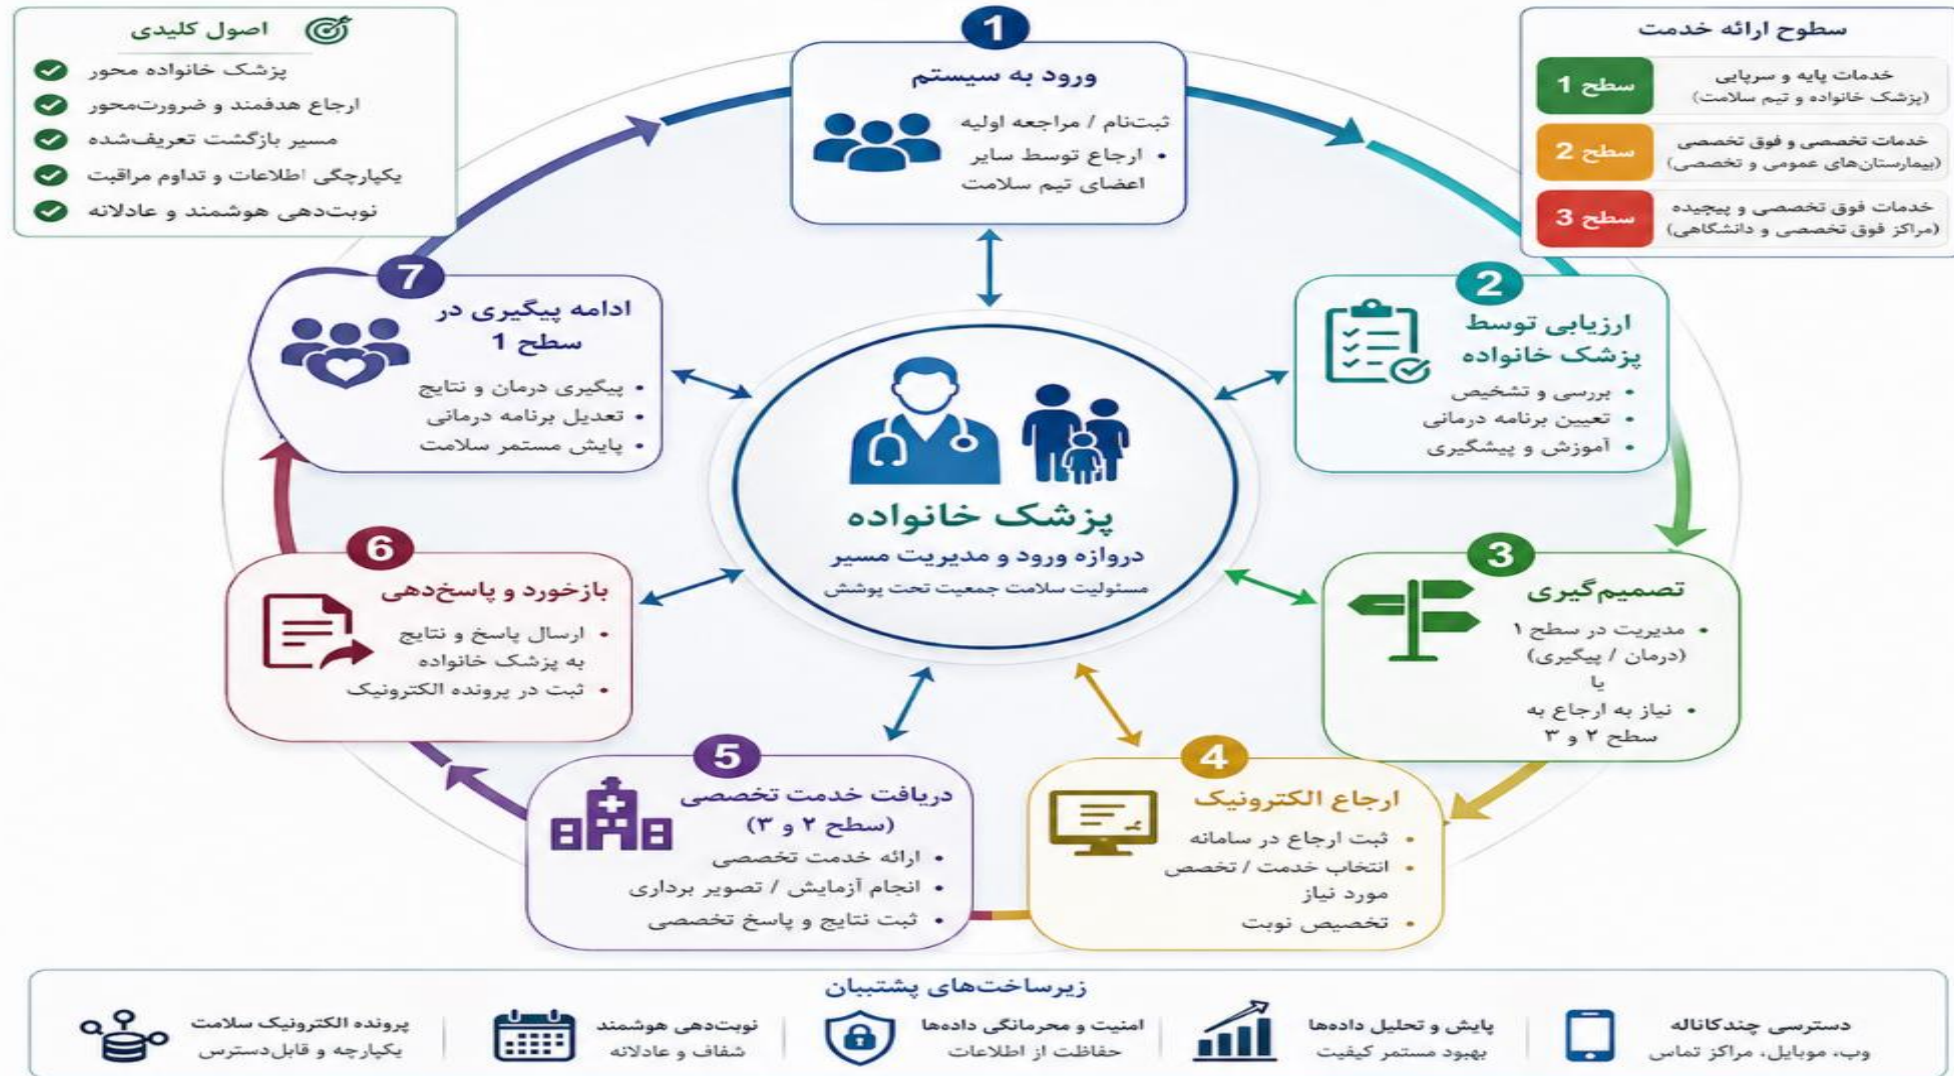 اصول کلیدی
پزشک خانواده محور
ارجاع هدفمند و ضرورت‌محور
مسیر بازگشت تعریف‌شده
یکپارچگی اطلاعات و تداوم مراقبت
نوبت‌دهی هوشمند و عادلانه
سطوح ارائه خدمت
سطح 1
خدمات پایه و سرپایی
(پزشک خانواده و تیم سلامت)
سطح 2
خدمات تخصصی و فوق تخصصی
(بیمارستان‌های عمومی و تخصصی)
سطح 3
خدمات فوق تخصصی و پیچیده
(مراکز فوق تخصصی و دانشگاهی)
1
ورود به سیستم
ثبت‌نام / مراجعه اولیه
• ارجاع توسط سایر
اعضای تیم سلامت
2
ارزیابی توسط
پزشک خانواده
• بررسی و تشخیص
• تعیین برنامه درمانی
• آموزش و پیشگیری
3
تصمیم‌گیری
• مدیریت در سطح ۱
(درمان / پیگیری)
یا
• نیاز به ارجاع به
سطح ۲ و ۳
4
ارجاع الکترونیک
• ثبت ارجاع در سامانه
• انتخاب خدمت / تخصص
مورد نیاز
• تخصیص نوبت
5
دریافت خدمت تخصصی
(سطح ۲ و ۳)
• ارائه خدمت تخصصی
• انجام آزمایش / تصویر برداری
• ثبت نتایج و پاسخ تخصصی
6
بازخورد و پاسخ‌دهی
• ارسال پاسخ و نتایج
به پزشک خانواده
• ثبت در پرونده الکترونیک
7
ادامه پیگیری در
سطح 1
• پیگیری درمان و نتایج
• تعدیل برنامه درمانی
• پایش مستمر سلامت
پزشک خانواده
دروازه ورود و مدیریت مسیر
مسئولیت سلامت جمعیت تحت پوشش
زیرساخت‌های پشتیبان
دسترسی چندکاناله
وب، موبایل، مراکز تماس
پایش و تحلیل داده‌ها
بهبود مستمر کیفیت
امنیت و محرمانگی داده‌ها
حفاظت از اطلاعات
نوبت‌دهی هوشمند
شفاف و عادلانه
پرونده الکترونیک سلامت
یکپارچه و قابل‌دسترس